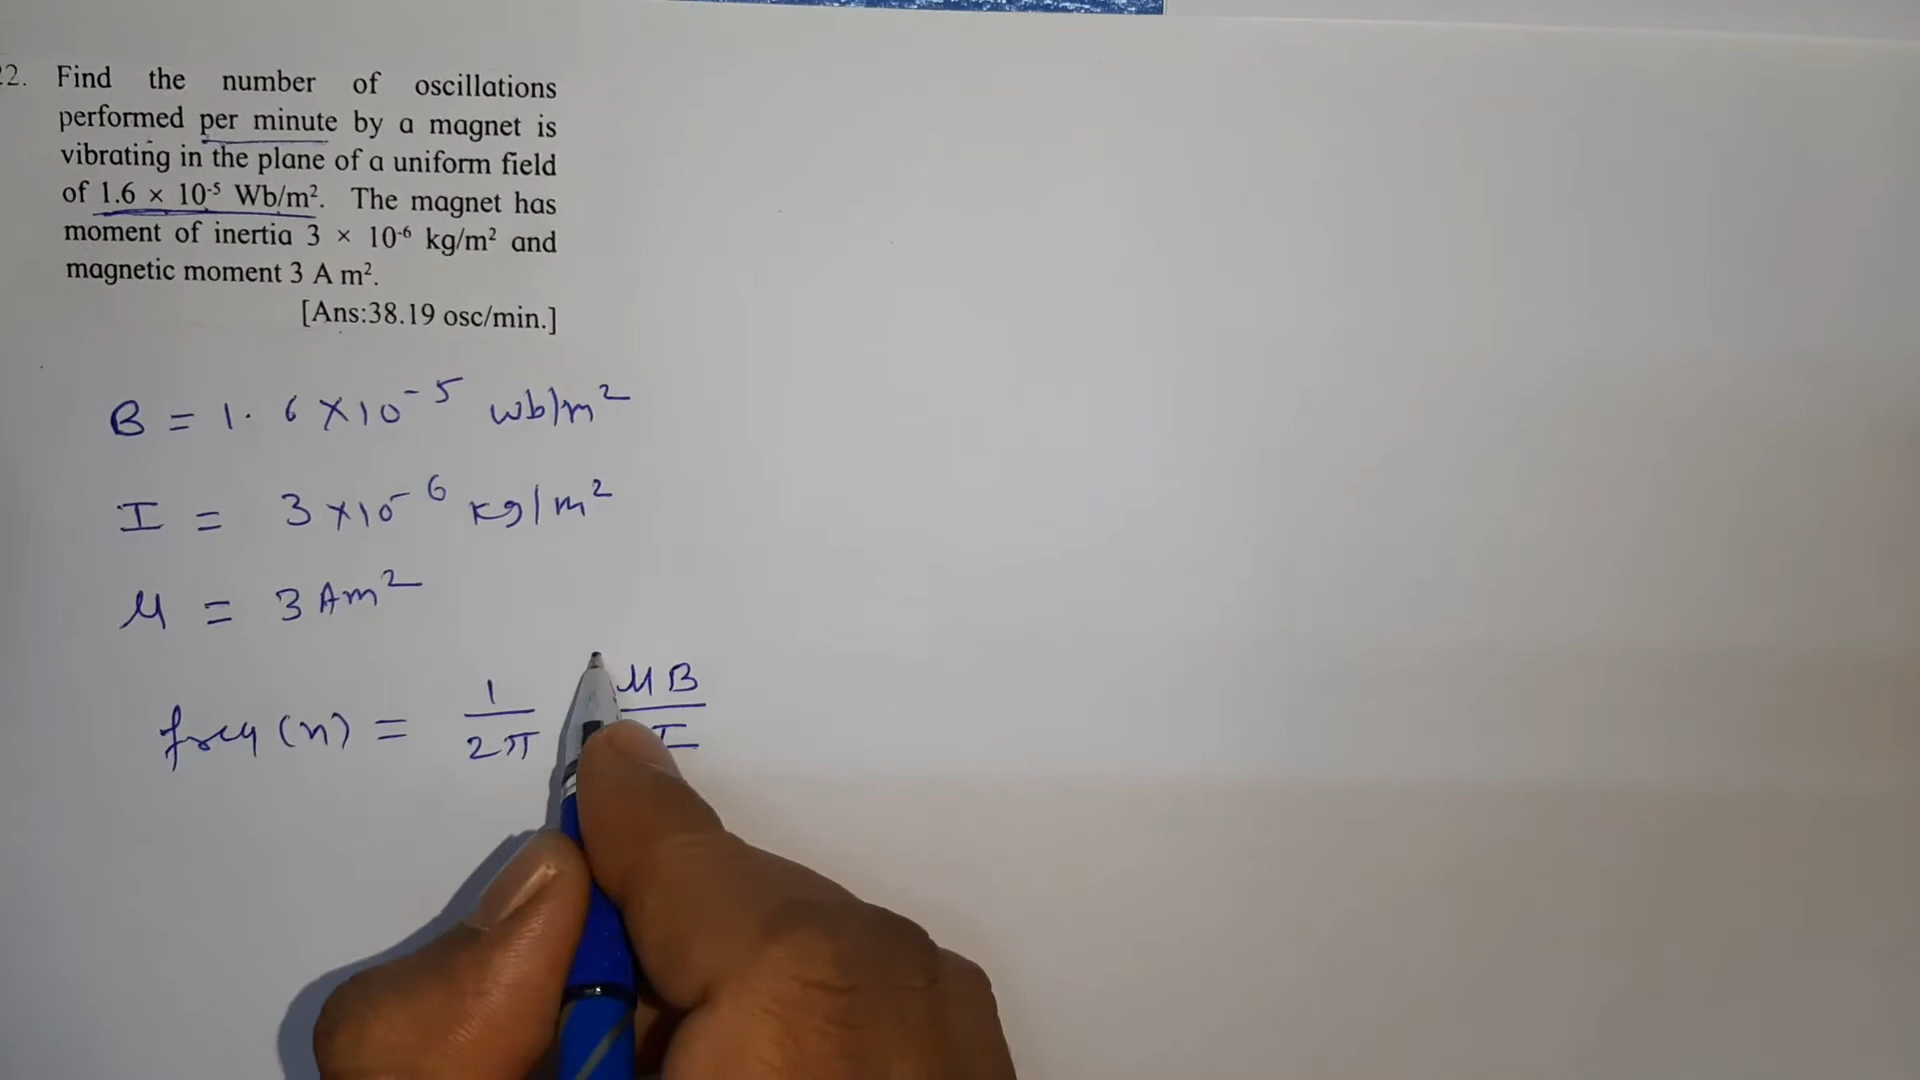 22. Find the number of oscillations
performed per minute by a magnet is
vibrating in the plane of a uniform field
of 1.6 × 10⁻⁵ Wb/m². The magnet has
moment of inertia 3 × 10⁻⁶ kg/m² and
magnetic moment 3 A m².
[Ans:38.19 osc/min.]
B = 1.6 × 10⁻⁵ wb/m²
I = 3 × 10⁻⁶ kg/m²
M = 3 Am²
freq (n) = 1/2π MB/I